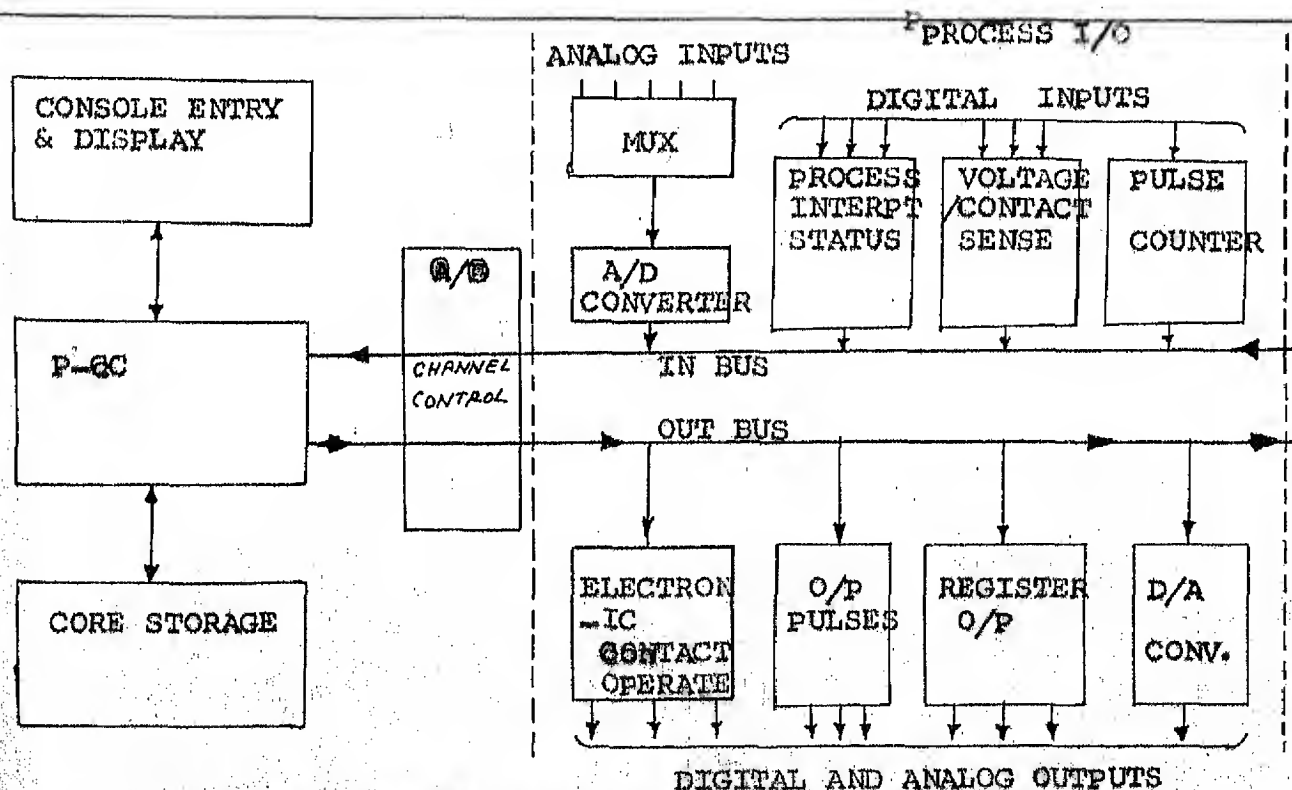 PROCESS I/O
ANALOG INPUTS
CONSOLE ENTRY
& DISPLAY
DIGITAL INPUTS
MUX
PROCESS
INTERPT
STATUS
VOLTAGE
/CONTACT
SENSE
PULSE
COUNTER
A/D
A/D
CONVERTER
P-CC
CHANNEL
CONTROL
IN BUS
OUT BUS
CORE STORAGE
ELECTRON
-IC
CONTACT
OPERATE
O/P
PULSES
REGISTER
O/P
D/A
CONV.
DIGITAL AND ANALOG OUTPUTS